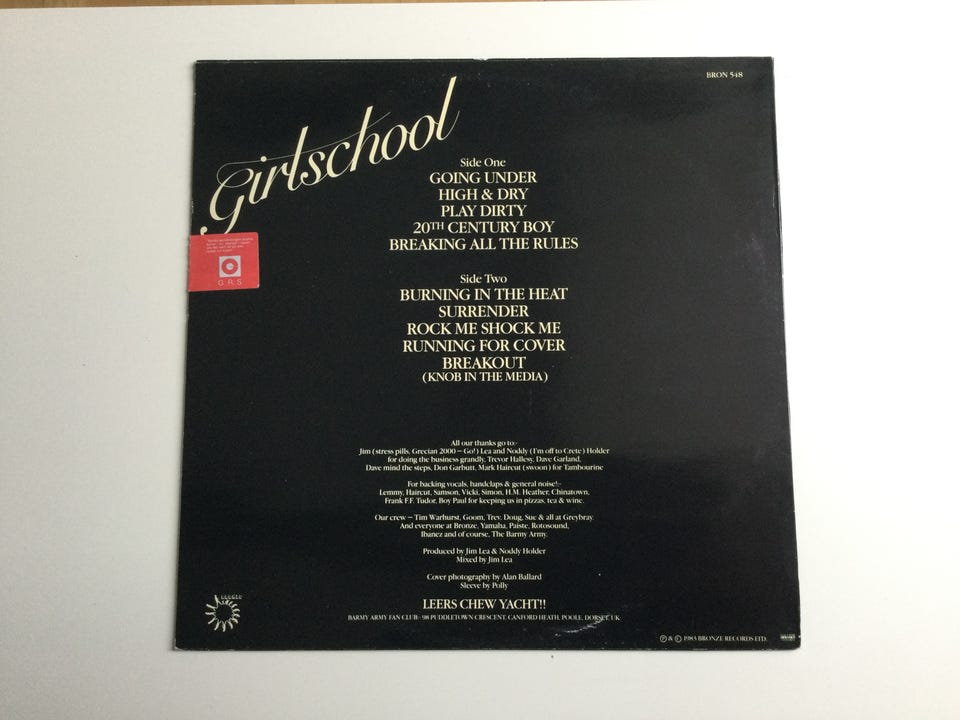 BRON 548
Girlschool
Side One
GOING UNDER
HIGH & DRY
PLAY DIRTY
20TH CENTURY BOY
BREAKING ALL THE RULES
G R S
Side Two
BURNING IN THE HEAT
SURRENDER
ROCK ME SHOCK ME
RUNNING FOR COVER
BREAKOUT
(KNOB IN THE MEDIA)
All our thanks go to:-
Jim (stress pills, Grecian 2000 – Go!) Lea and Noddy (I'm off to Crete) Holder
for doing the business grandly, Trevor Hallesy, Dave Garland,
Dave mind the steps, Don Garbutt, Mark Haircut (swoon) for Tambourine
For backing vocals, handclaps & general noise!:-
Lemmy, Haircut, Samson, Vicki, Simon, H.M. Heather, Chinatown,
Frank F.F. Tudor, Boy Paul for keeping us in pizzas, tea & wine.
Our crew – Tim Warhurst, Goom, Trev, Doug, Sue & all at Greybray.
And everyone at Bronze, Yamaha, Paiste, Rotosound,
Ibanez and of course, The Barmy Army.
Produced by Jim Lea & Noddy Holder
Mixed by Jim Lea
Cover photography by Alan Ballard
Sleeve by Polly
LEERS CHEW YACHT!!
BARMY ARMY FAN CLUB: 98 PUDDLETOWN CRESCENT, CANFORD HEATH, POOLE, DORSET, UK
BRONZE
℗ & © 1983 BRONZE RECORDS LTD.